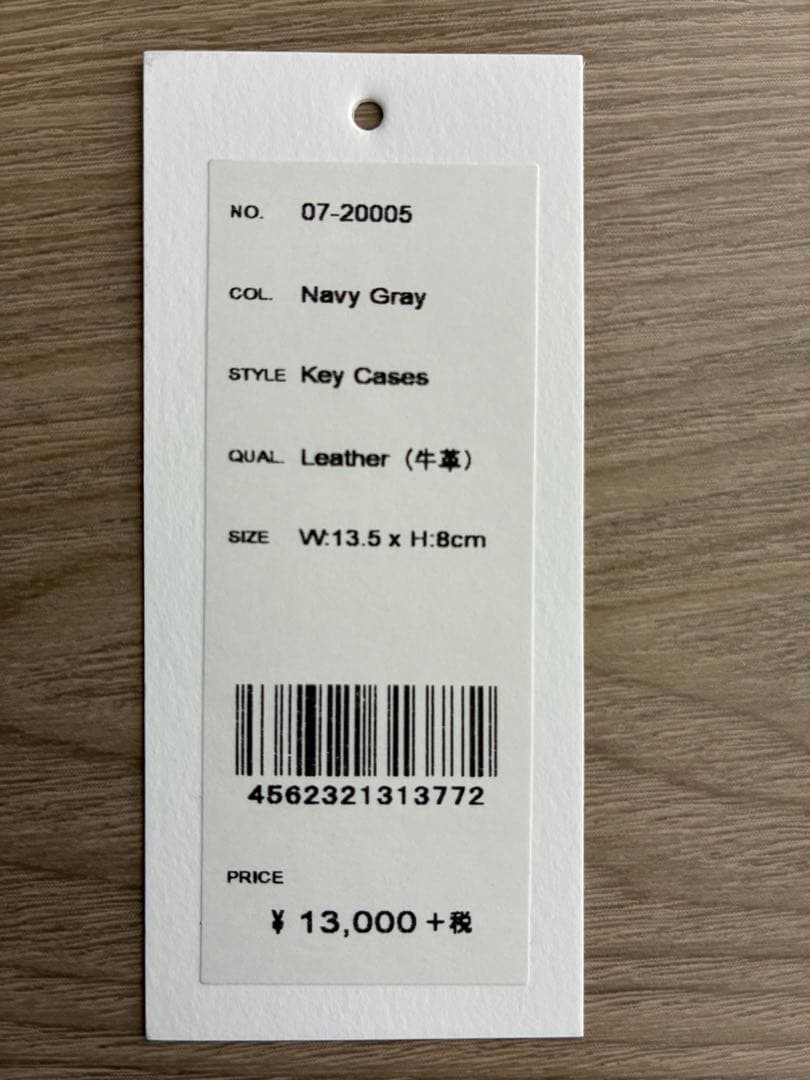 NO. 07-20005
COL. Navy Gray
STYLE Key Cases
QUAL. Leather (牛革)
SIZE W:13.5 x H:8cm
4562321313772
PRICE
¥ 13,000+税